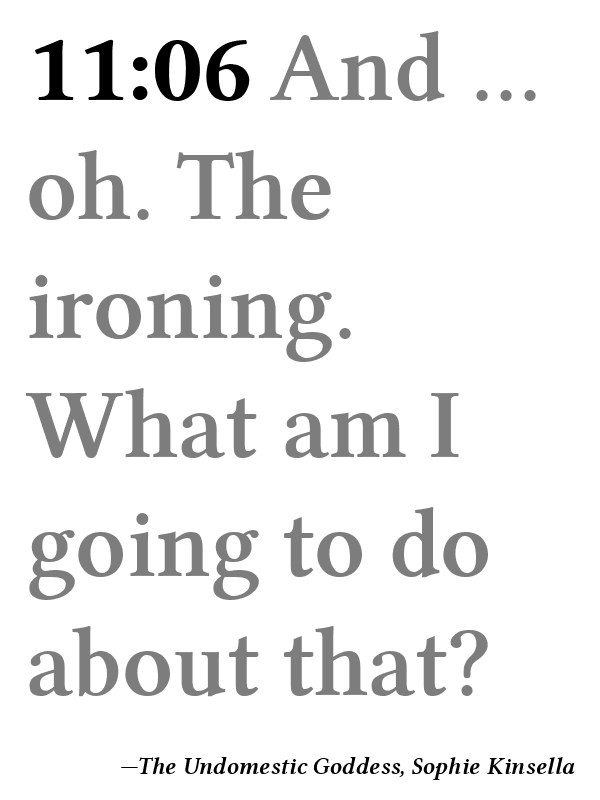 11:06 And ...
oh. The
ironing.
What am I
going to do
about that?
—The Undomestic Goddess, Sophie Kinsella